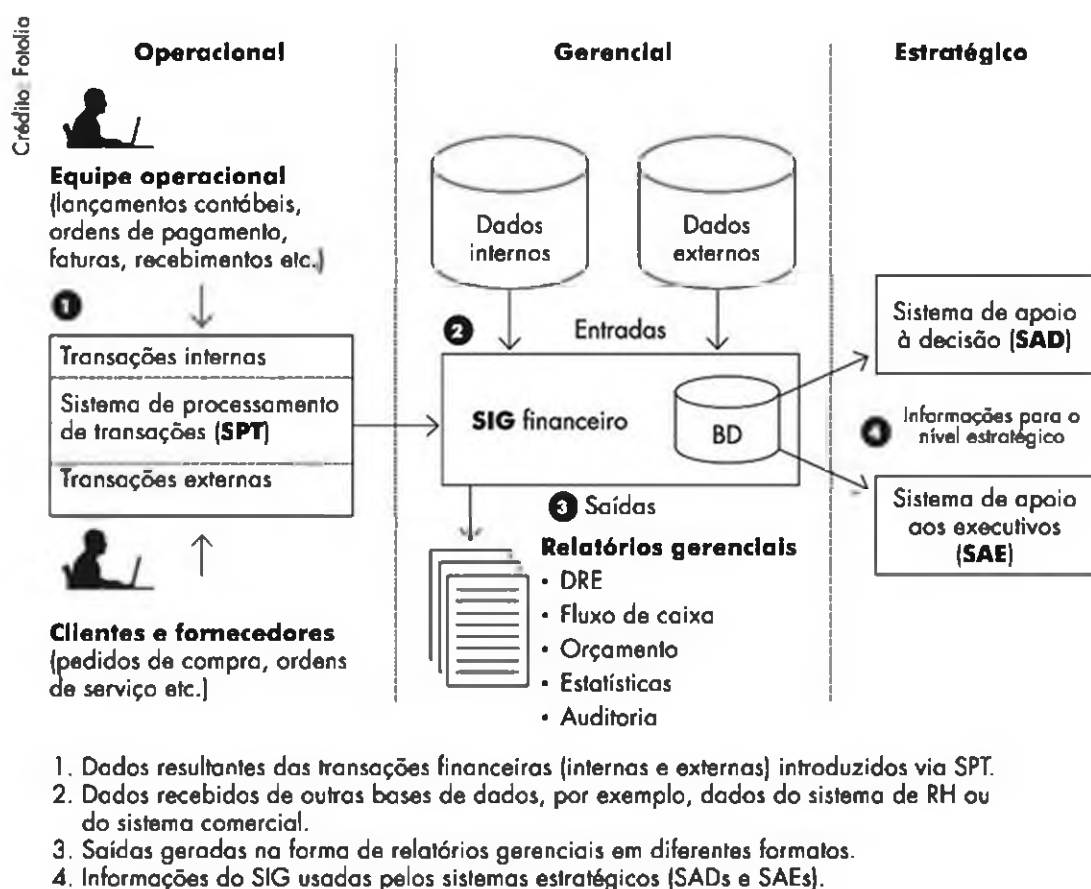 Crédito: Fotolia
Operacional
Gerencial
Estratégico
Equipe operacional
(lançamentos contábeis,
ordens de pagamento,
faturas, recebimentos etc.)
1
Transações internas
Sistema de processamento
de transações (SPT)
Transações externas
Clientes e fornecedores
(pedidos de compra, ordens
de serviço etc.)
Dados
internos
Dados
externos
2
Entradas
SIG financeiro
BD
3 Saídas
Relatórios gerenciais
• DRE
• Fluxo de caixa
• Orçamento
• Estatísticas
• Auditoria
Sistema de apoio
à decisão (SAD)
4
Informações para o
nível estratégico
Sistema de apoio
aos executivos
(SAE)
1. Dados resultantes das transações financeiras (internas e externas) introduzidos via SPT.
2. Dados recebidos de outras bases de dados, por exemplo, dados do sistema de RH ou
do sistema comercial.
3. Saídas geradas na forma de relatórios gerenciais em diferentes formatos.
4. Informações do SIG usadas pelos sistemas estratégicos (SADs e SAEs).